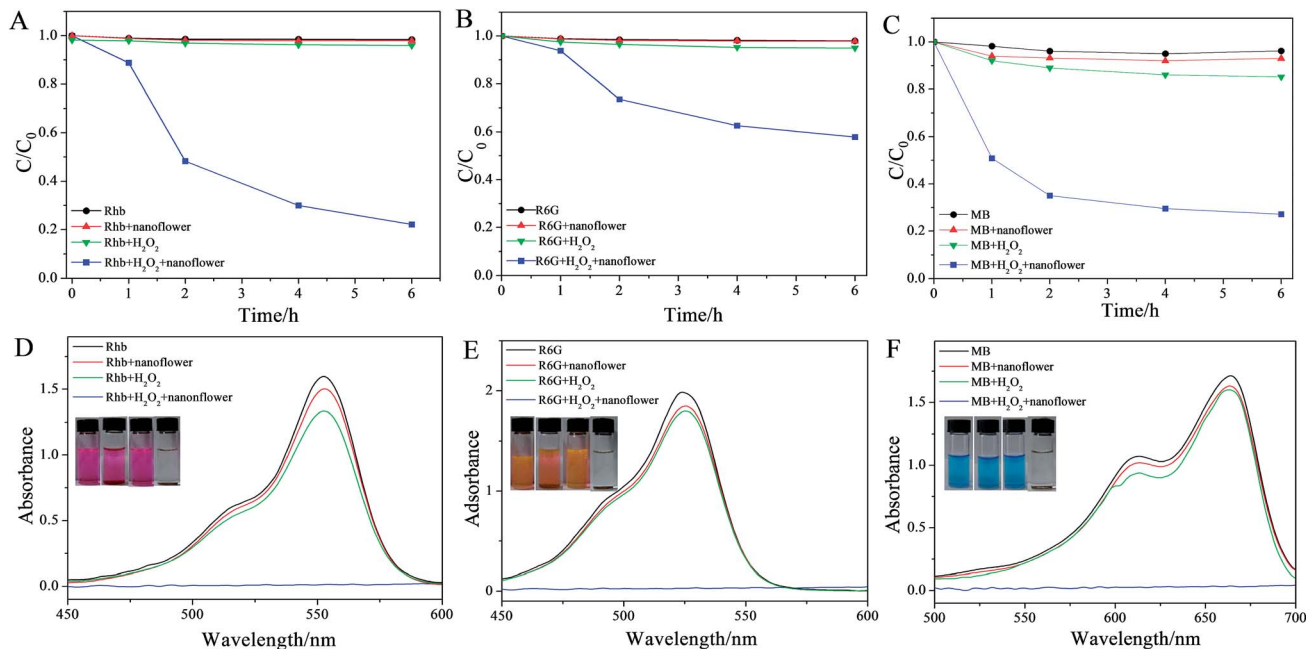 A
C/C0
1.0
0.8
0.6
0.4
0.2
0.0
Rhb
Rhb+nanoflower
Rhb+H2O2
Rhb+H2O2+nanoflower
0 1 2 3 4 5 6
Time/h
B
C/C0
1.0
0.8
0.6
0.4
0.2
0.0
R6G
R6G+nanoflower
R6G+H2O2
R6G+H2O2+nanoflower
0 1 2 3 4 5 6
Time/h
C
C/C0
1.0
0.8
0.6
0.4
0.2
0.0
MB
MB+nanoflower
MB+H2O2
MB+H2O2+nanoflower
0 1 2 3 4 5 6
Time/h
D
Rhb
Rhb+nanoflower
Rhb+H2O2
Rhb+H2O2+nanonflower
Absorbance
1.5
1.0
0.5
0.0
450 500 550 600
Wavelength/nm
E
R6G
R6G+nanoflower
R6G+H2O2
R6G+H2O2+nanoflower
Adsorbance
2
1
0
450 500 550 600
Wavelength/nm
F
MB
MB+nanoflower
MB+H2O2
MB+H2O2+nanoflower
Absorbance
1.5
1.0
0.5
0.0
500 550 600 650 700
Wavelength/nm